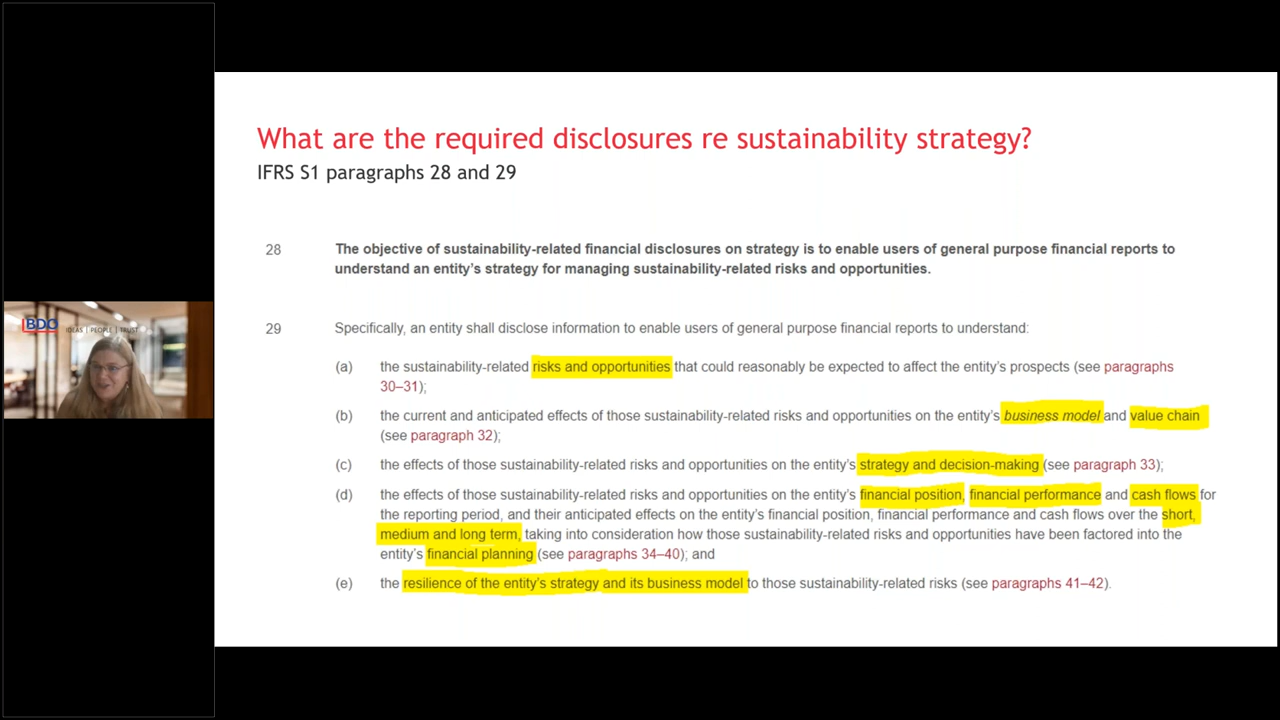 What are the required disclosures re sustainability strategy?
IFRS S1 paragraphs 28 and 29
28 The objective of sustainability-related financial disclosures on strategy is to enable users of general purpose financial reports to
understand an entity's strategy for managing sustainability-related risks and opportunities.
BDO IDEAS | PEOPLE | TRUST
29 Specifically, an entity shall disclose information to enable users of general purpose financial reports to understand:
(a) the sustainability-related risks and opportunities that could reasonably be expected to affect the entity's prospects (see paragraphs
30–31);
(b) the current and anticipated effects of those sustainability-related risks and opportunities on the entity's business model and value chain
(see paragraph 32);
(c) the effects of those sustainability-related risks and opportunities on the entity's strategy and decision-making (see paragraph 33);
(d) the effects of those sustainability-related risks and opportunities on the entity's financial position, financial performance and cash flows for
the reporting period, and their anticipated effects on the entity's financial position, financial performance and cash flows over the short,
medium and long term, taking into consideration how those sustainability-related risks and opportunities have been factored into the
entity's financial planning (see paragraphs 34–40); and
(e) the resilience of the entity's strategy and its business model to those sustainability-related risks (see paragraphs 41–42).